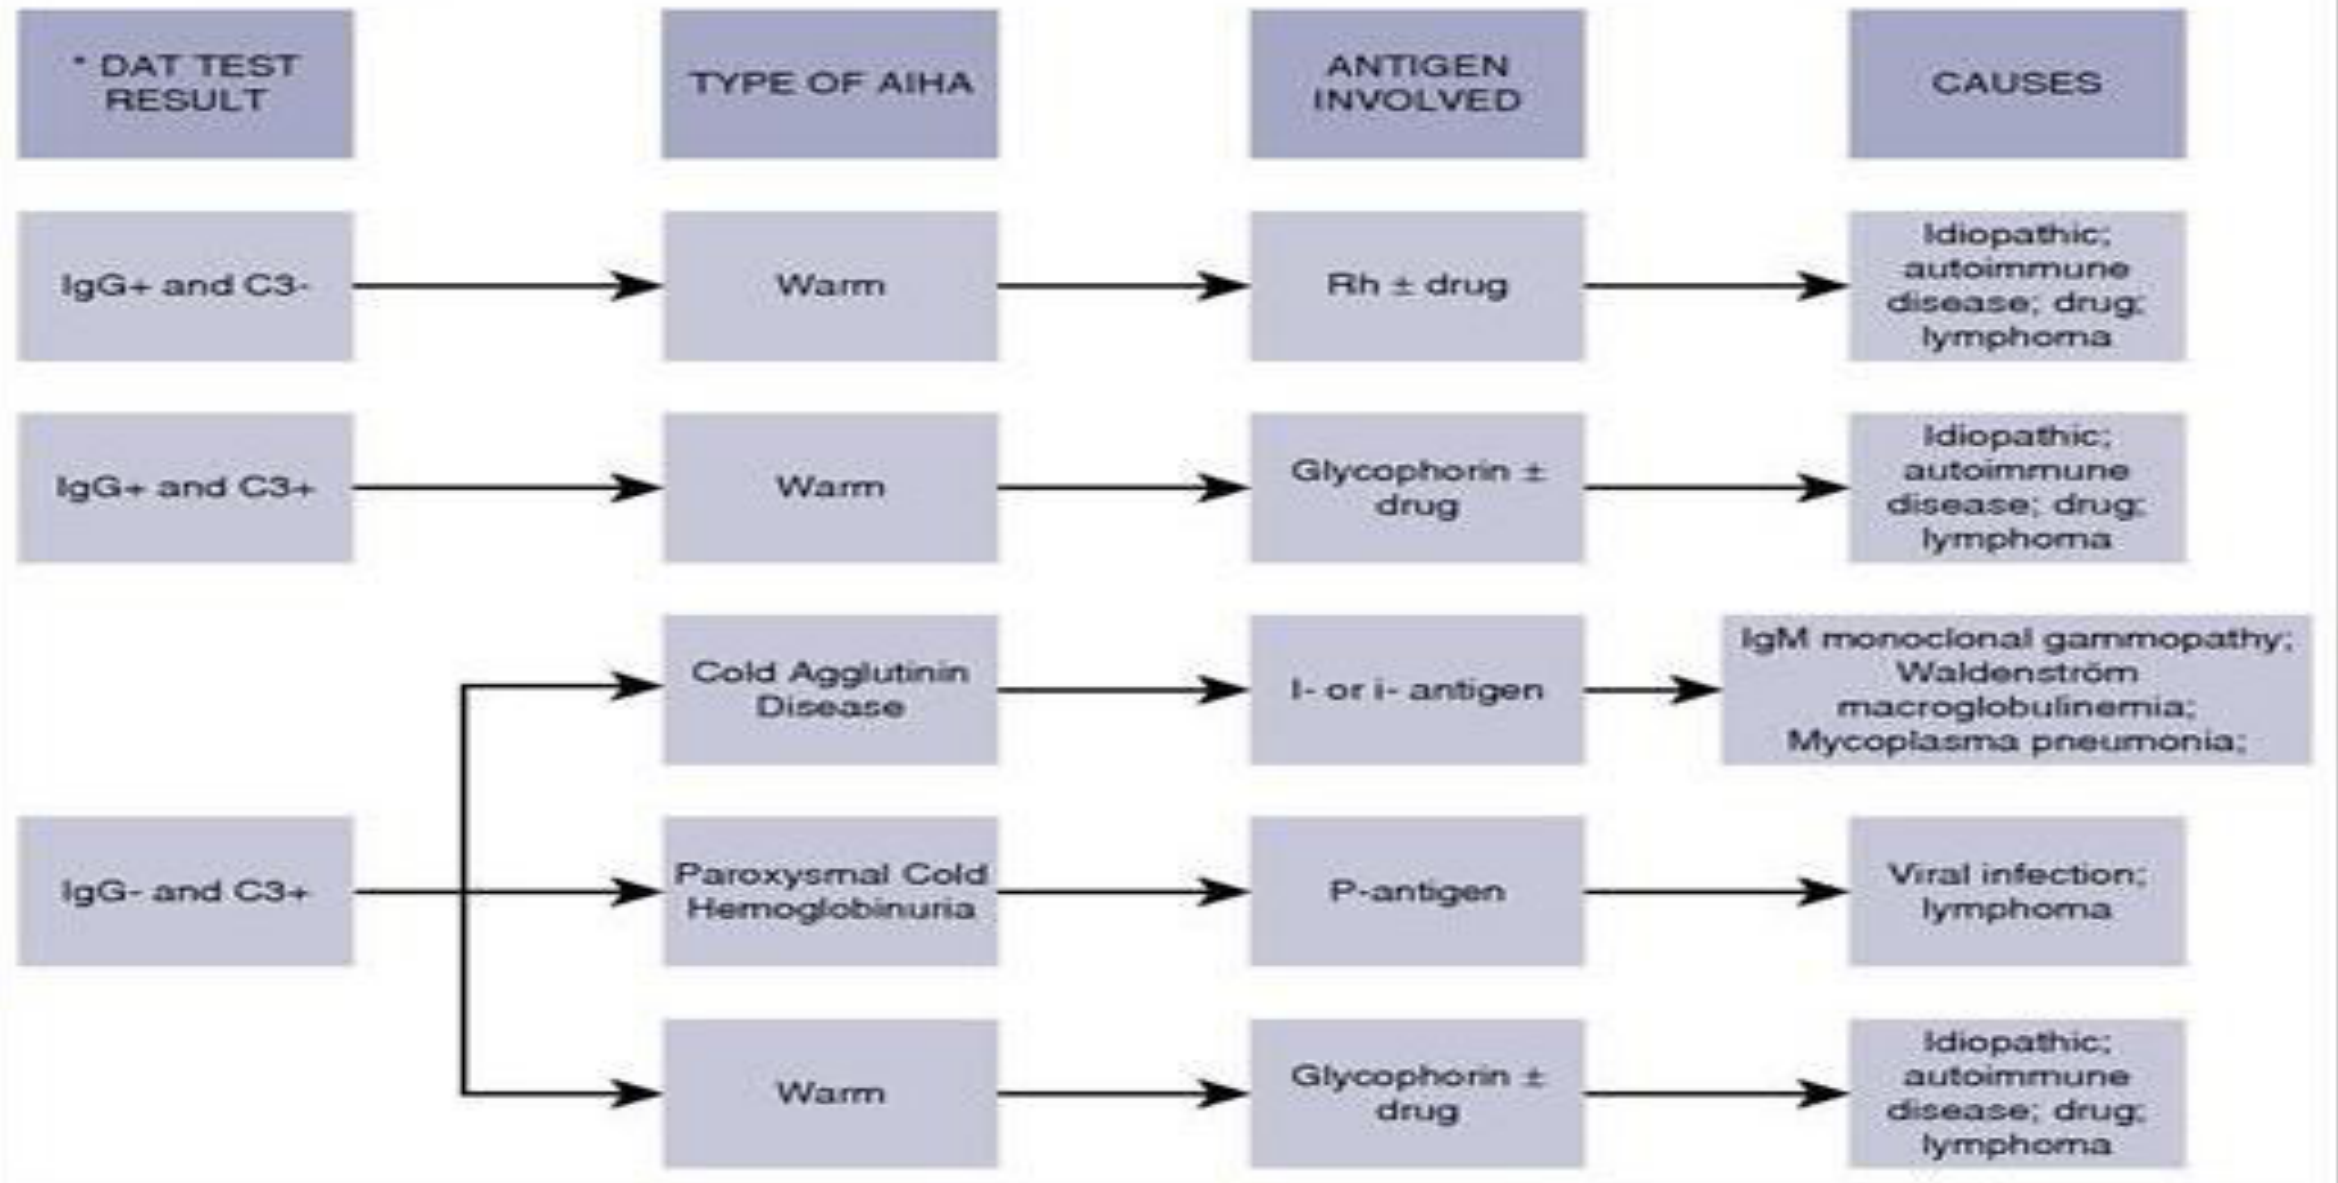 * DAT TEST
RESULT
TYPE OF AIHA
ANTIGEN
INVOLVED
CAUSES
IgG+ and C3-
Warm
Rh ± drug
Idiopathic;
autoimmune
disease; drug;
lymphoma
IgG+ and C3+
Warm
Glycophorin ±
drug
Idiopathic;
autoimmune
disease; drug;
lymphoma
IgG- and C3+
Cold Agglutinin
Disease
I- or i- antigen
IgM monoclonal gammopathy;
Waldenström
macroglobulinemia;
Mycoplasma pneumonia;
Paroxysmal Cold
Hemoglobinuria
P-antigen
Viral infection;
lymphoma
Warm
Glycophorin ±
drug
Idiopathic;
autoimmune
disease; drug;
lymphoma